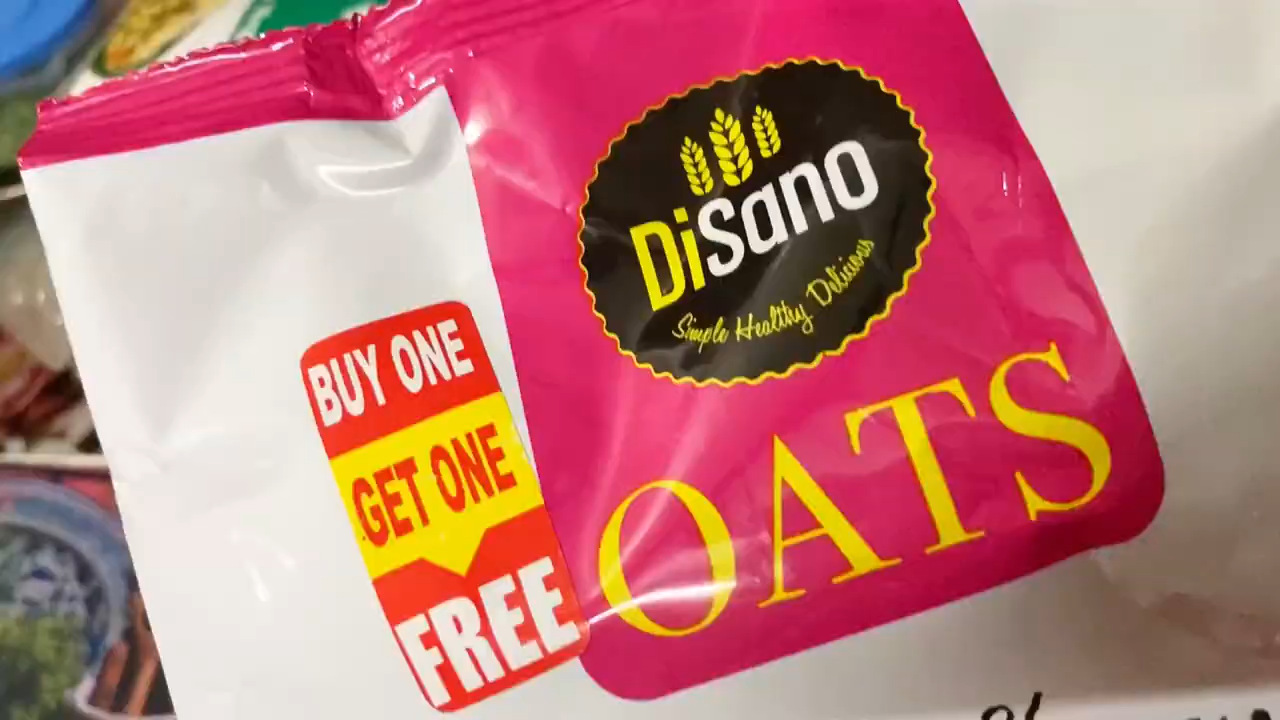 DiSano
Simple Healthy Delicious
OATS
BUY ONE
GET ONE
FREE